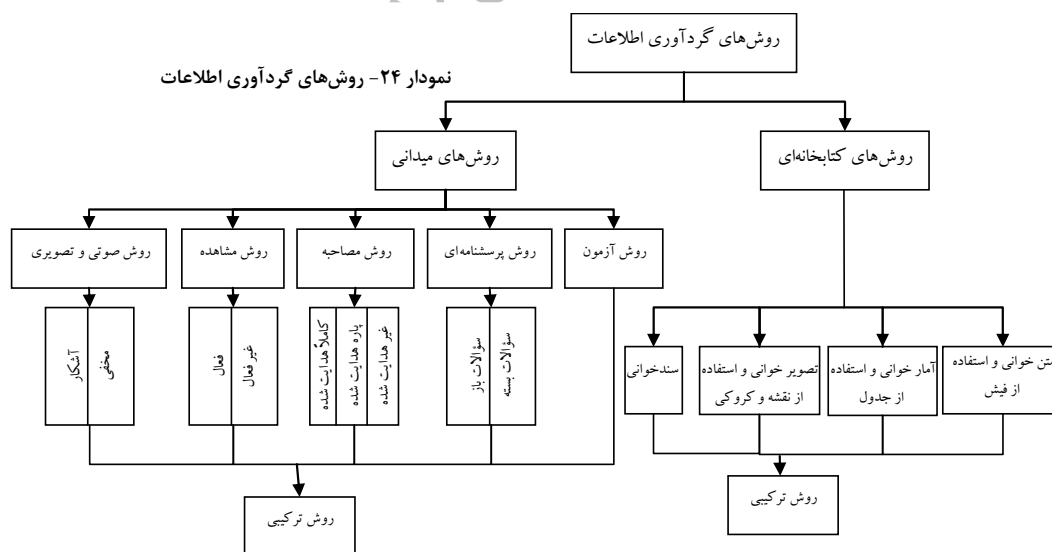 روش‌های گردآوری اطلاعات
نمودار ۲۴- روش‌های گردآوری اطلاعات
روش‌های کتابخانه‌ای
روش‌های میدانی
روش آزمون
روش پرسشنامه‌ای
روش مصاحبه
روش مشاهده
روش صوتی و تصویری
سؤالات بسته
سؤالات باز
غیر هدایت شده
پاره هدایت شده
کاملاً هدایت شده
غیر فعال
فعال
مخفی
آشکار
متن خوانی و استفاده
از فیش
آمار خوانی و استفاده
از جدول
تصویر خوانی و استفاده
از نقشه و کروکی
سندخوانی
روش ترکیبی
روش ترکیبی